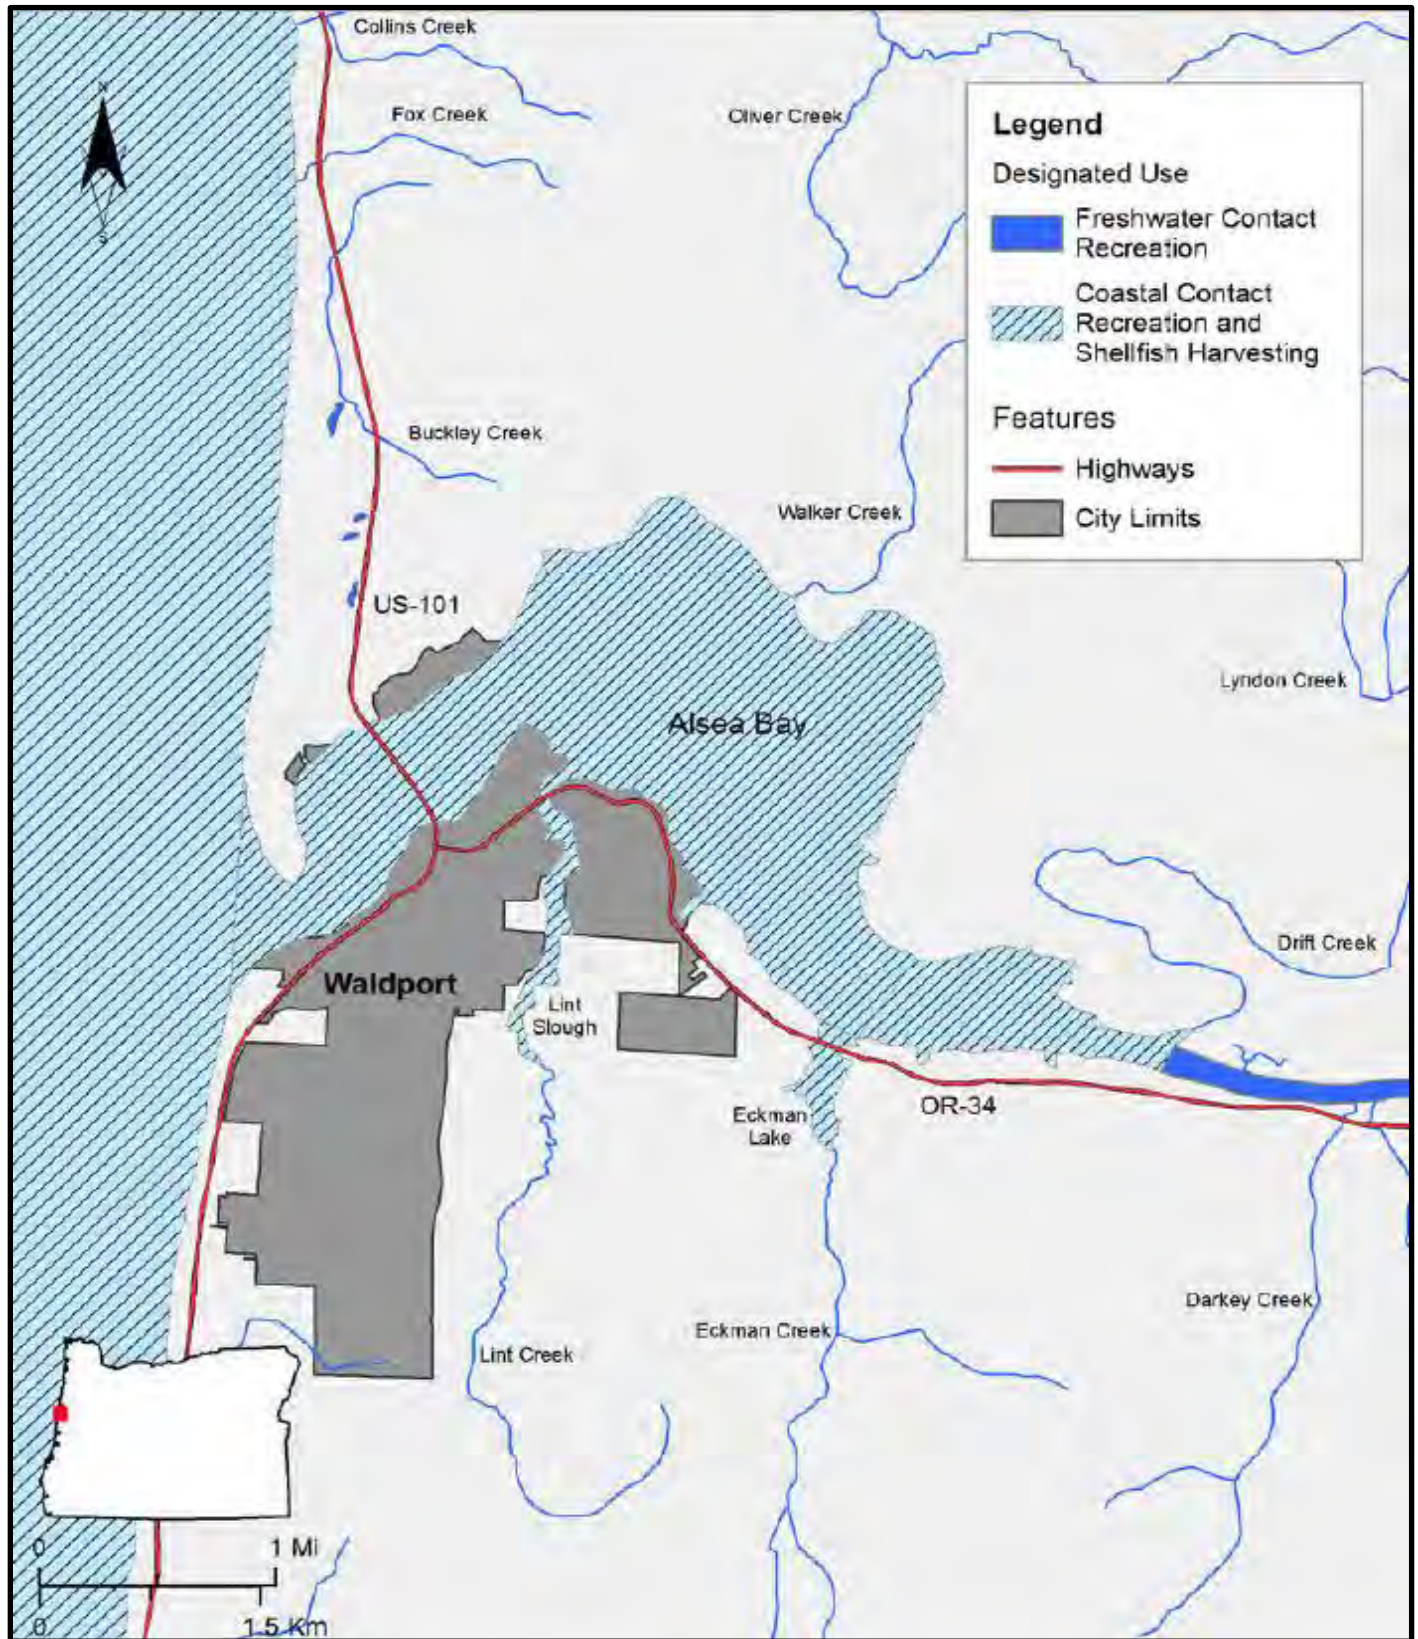 Collins Creek
N
Fox Creek
Oliver Creek
S
Legend
Designated Use
Freshwater Contact
Recreation
Coastal Contact
Recreation and
Shellfish Harvesting
Features
Highways
City Limits
Buckley Creek
Walker Creek
US-101
Lyndon Creek
Alsea Bay
Drift Creek
Waldport
Lint
Slough
OR-34
Eckman
Lake
Darkey Creek
Eckman Creek
Lint Creek
0
1 Mi
0
1.5 Km